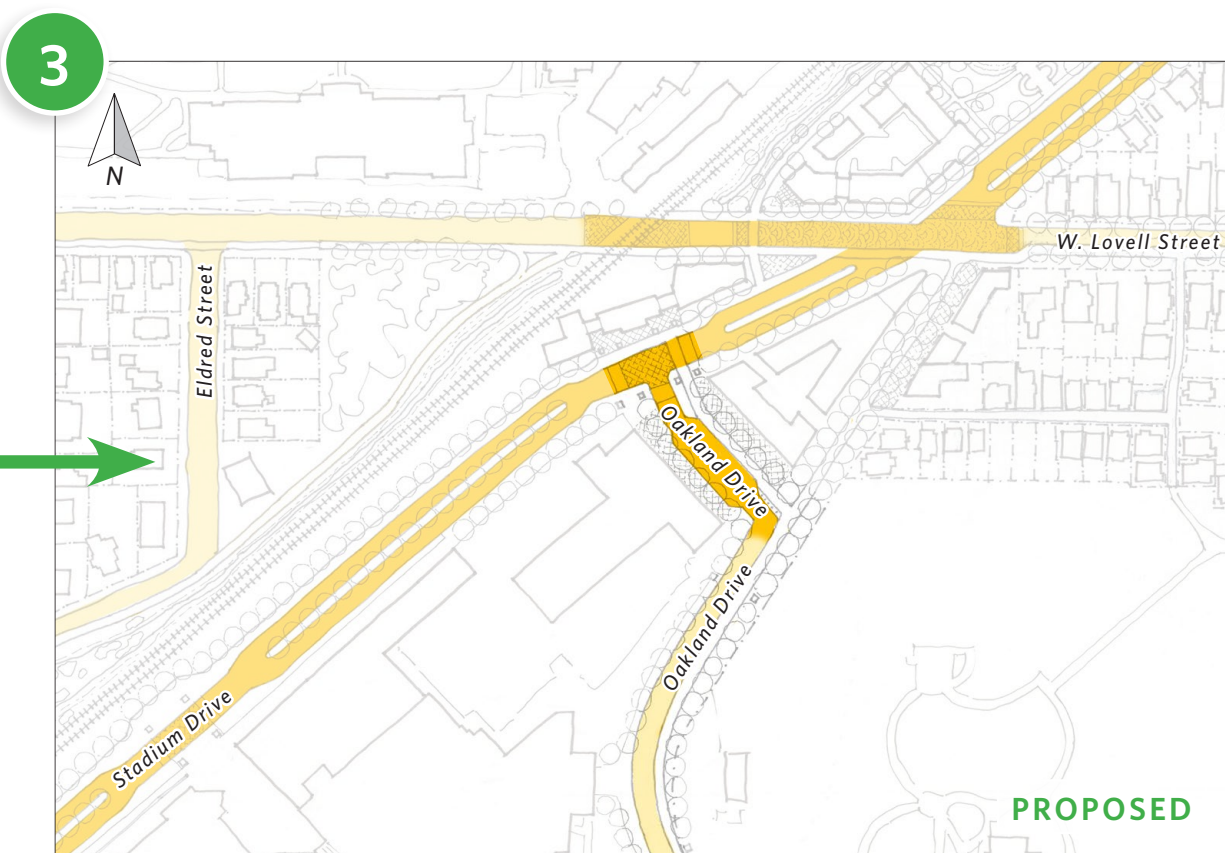 3
N
W. Lovell Street
Eldred Street
Oakland Drive
Oakland Drive
Stadium Drive
PROPOSED